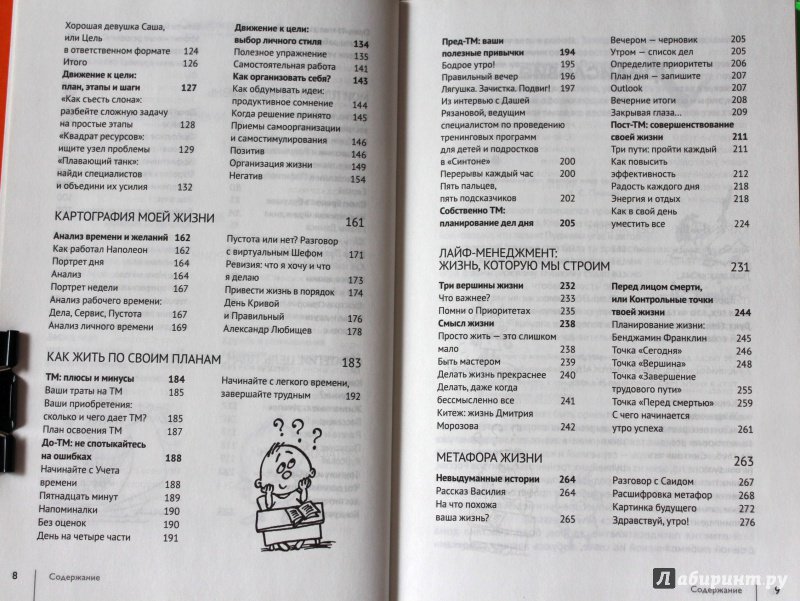 Хорошая девушка Саша,
или Цель
в ответственном формате 124
Итого 126
Движение к цели:
план, этапы и шаги 127
«Как съесть слона»:
разбейте сложную задачу
на простые этапы 128
«Квадрат ресурсов»:
ищите узел проблемы 129
«Плавающий танк»:
найди специалистов
и объедини их усилия 132
Движение к цели:
выбор личного стиля 134
Полезное упражнение 135
Самостоятельная работа 141
Как организовать себя? 143
Как обдумывать идеи:
продуктивное сомнение 144
Когда решение принято 145
Приемы самоорганизации
и самостимулирования 146
Позитив 146
Организация жизни 149
Негатив 154
КАРТОГРАФИЯ МОЕЙ ЖИЗНИ 161
Анализ времени и желаний 162
Как работал Наполеон 162
Портрет дня 164
Анализ 164
Портрет недели 167
Анализ рабочего времени:
Дела, Сервис, Пустота 167
Анализ личного времени 169
Пустота или нет? Разговор
с виртуальным Шефом 171
Ревизия: что я хочу и что
я делаю 173
Привести жизнь в порядок 174
День Кривой
и Правильный 176
Александр Любищев 178
КАК ЖИТЬ ПО СВОИМ ПЛАНАМ 183
ТМ: плюсы и минусы 184
Ваши траты на ТМ 185
Ваши приобретения:
сколько и чего дает ТМ? 185
План освоения ТМ 187
До-ТМ: не спотыкайтесь
на ошибках 188
Начинайте с Учета
времени 188
Пятнадцать минут 189
Напоминалки 190
Без оценок 190
День на четыре части 191
Начинайте с легкого времени,
завершайте трудным 192
8 Содержание
Пред-ТМ: ваши
полезные привычки 194
Бодрое утро! 195
Правильный вечер 196
Лягушка. Зачистка. Подвиг! 197
Из интервью с Дашей
Рязановой, ведущим
специалистом по проведению
тренинговых программ
для детей и подростков
в «Синтоне» 200
Перерывы каждый час 200
Пять пальцев,
пять подсказчиков 202
Собственно ТМ:
планирование дел дня 205
Вечером — черновик 205
Утром — список дел 205
Определите приоритеты 206
План дня — запишите 207
Outlook 207
Вечерние итоги 208
Закрывая глаза... 209
Пост-ТМ: совершенствование
своей жизни 211
Три пути: пройти каждый 211
Как повысить
эффективность 212
Радость каждого дня 218
Энергия и отдых 218
Как в свой день
уместить все 224
ЛАЙФ-МЕНЕДЖМЕНТ:
ЖИЗНЬ, КОТОРУЮ МЫ СТРОИМ 231
Три вершины жизни 232
Что важнее? 233
Помни о Приоритетах 235
Смысл жизни 238
Просто жить — это слишком
мало 238
Быть мастером 239
Делать жизнь прекраснее 240
Делать, даже когда
бессмысленно все 241
Китеж: жизнь Дмитрия
Морозова 242
Перед лицом смерти,
или Контрольные точки
твоей жизни 244
Планирование жизни:
Бенджамин Франклин 245
Точка «Сегодня» 246
Точка «Вершина» 248
Точка «Завершение
трудового пути» 255
Точка «Перед смертью» 259
С чего начинается
утро успеха 261
МЕТАФОРА ЖИЗНИ 263
Невыдуманные истории 264
Рассказ Василия 264
На что похожа
ваша жизнь? 265
Разговор с Саидом 267
Расшифровка метафор 268
Картинка будущего 272
Здравствуй, утро! 276
Содержание 9
Лабиринт.ру